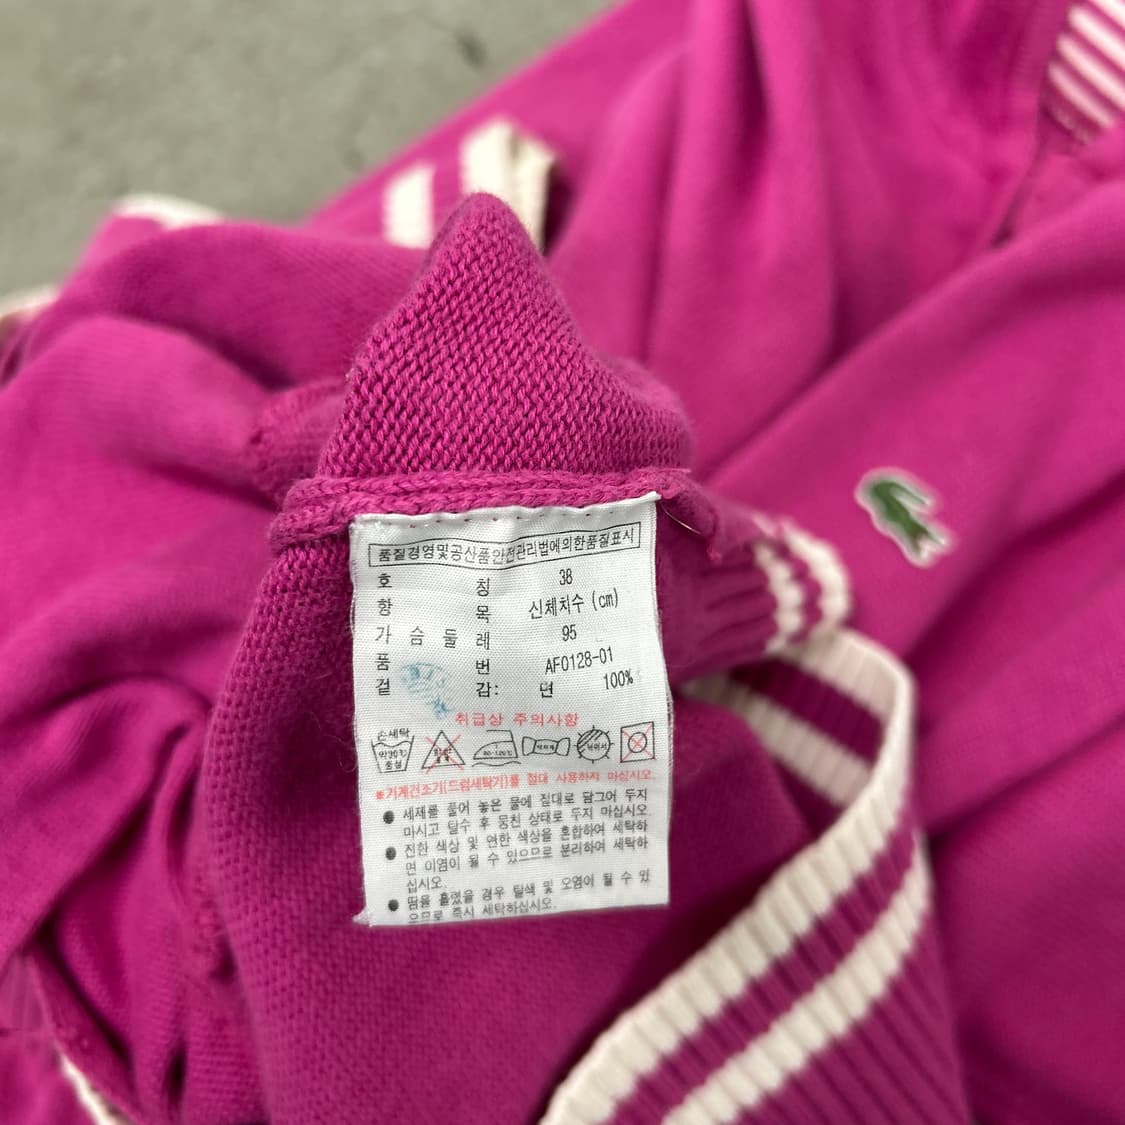 품질경영및공산품안전관리법에의한품질표시
호 칭 38
항 목 신체치수 (cm)
가 슴 둘 레 95
품 번 AF0128-01
겉 감: 면 100%
취급상 주의사항
손세탁
약30℃
중성
80-120℃
약하게
뉘어서
*기계건조기(드럼세탁기)를 절대 사용하지 마십시오.
● 세제를 풀어 놓은 물에 절대로 담그어 두지
마시고 탈수 후 뭉친 상태로 두지 마십시오
● 진한 색상 및 연한 색상을 혼합하여 세탁하
면 이염이 될 수 있으므로 분리하여 세탁하
십시오.
● 땀을 흘렸을 경우 탈색 및 오염이 될 수 있
으므로 즉시 세탁하십시오.